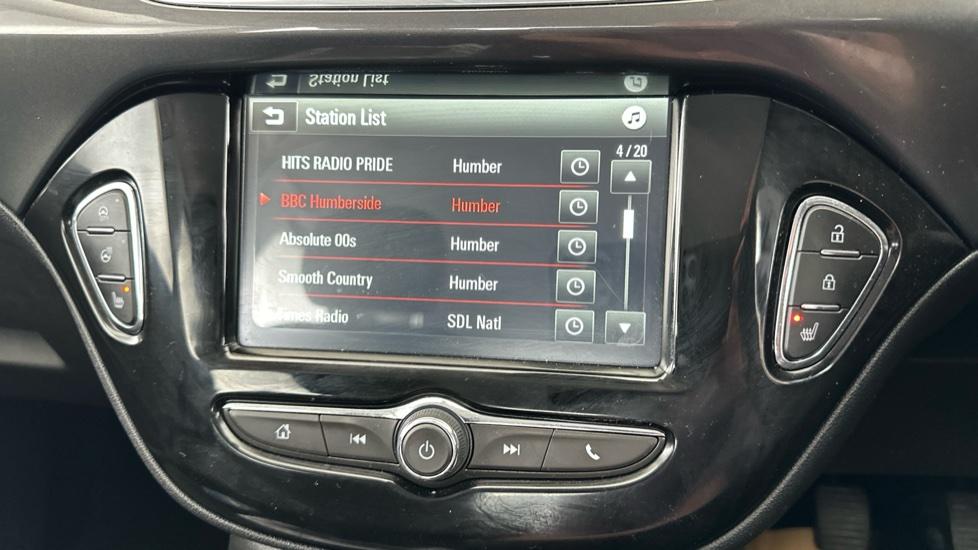 Station List
Station List
4/20
HITS RADIO PRIDE Humber
BBC Humberside Humber
Absolute 00s Humber
Smooth Country Humber
Times Radio SDL Natl